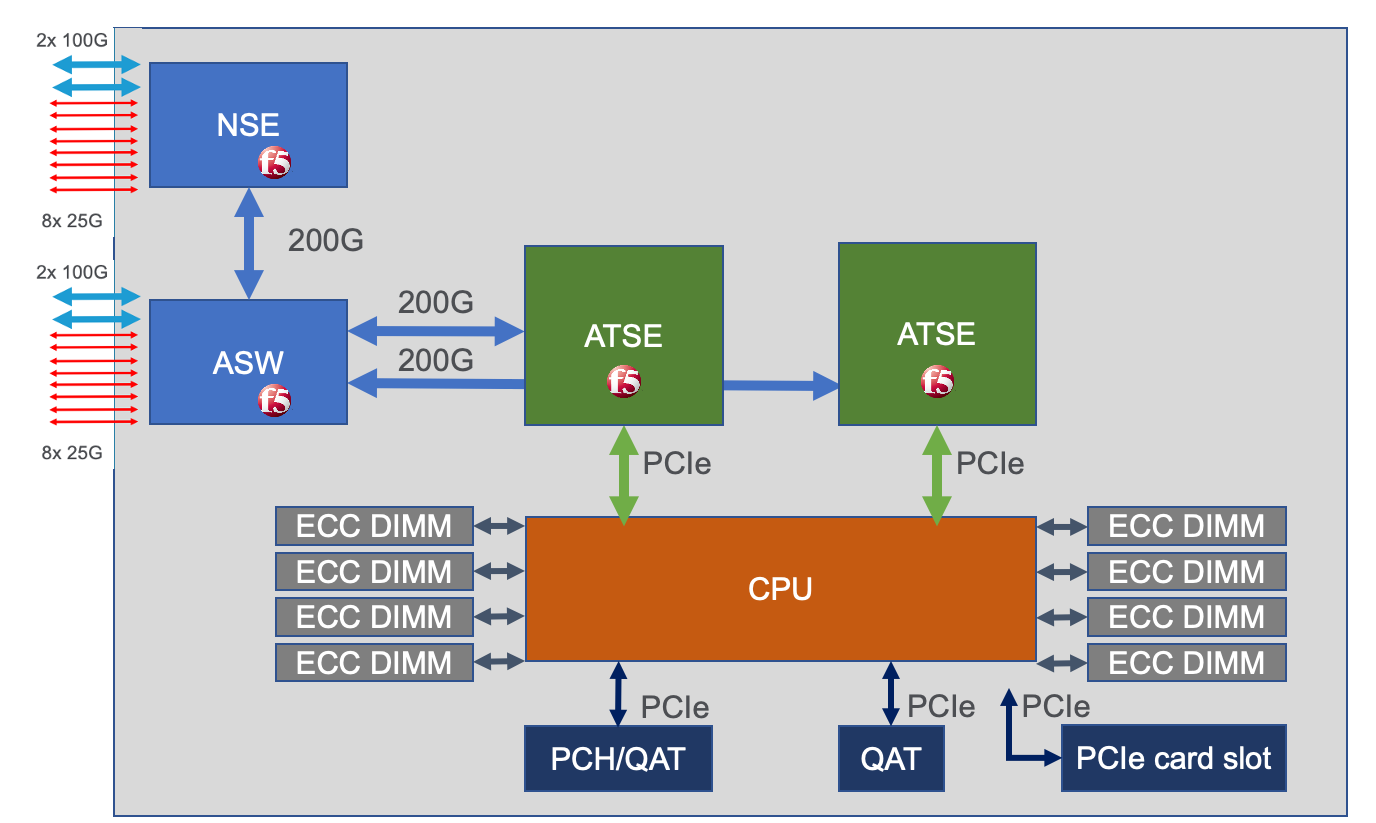 2x 100G
NSE
f5
8x 25G
200G
2x 100G
200G
ASW
f5
200G
ATSE
f5
ATSE
f5
8x 25G
PCIe
PCIe
ECC DIMM
ECC DIMM
ECC DIMM
ECC DIMM
CPU
ECC DIMM
ECC DIMM
ECC DIMM
ECC DIMM
PCIe
PCIe
PCIe
PCH/QAT
QAT
PCIe card slot